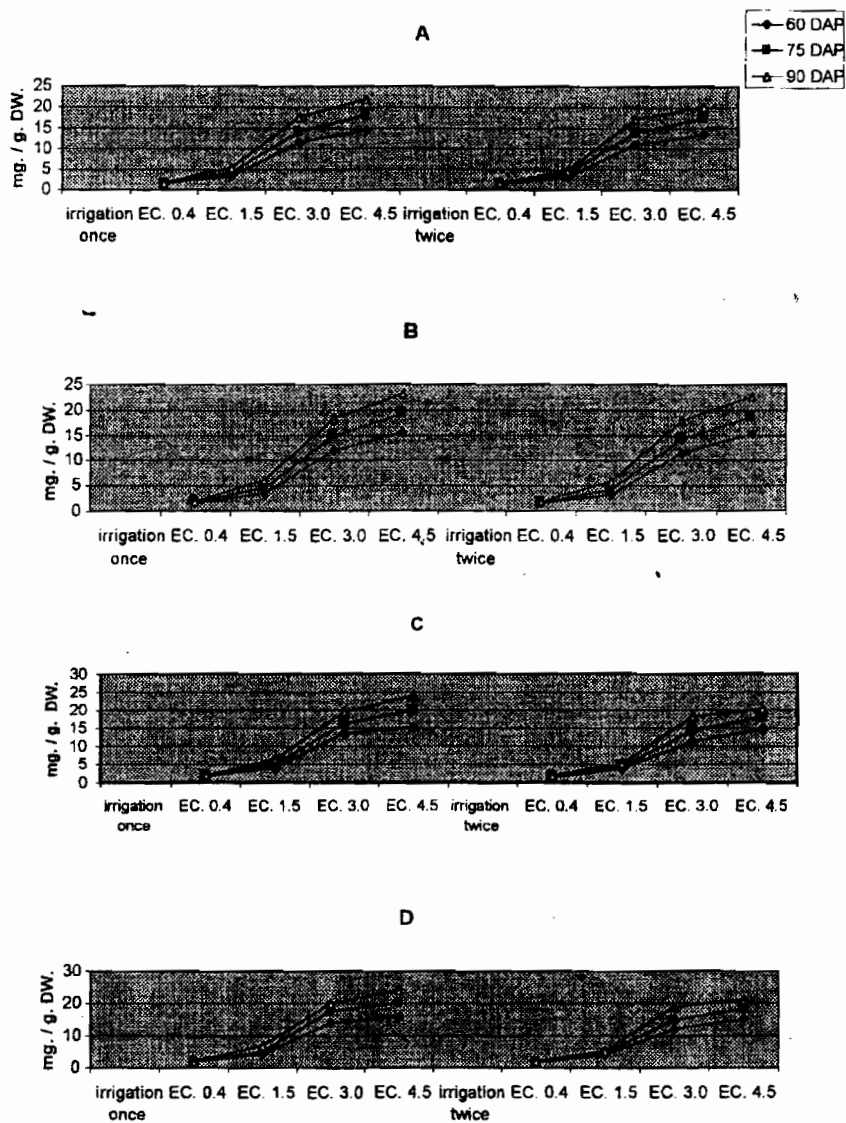 60 DAP
75 DAP
90 DAP
A
mg. / g. DW.
25
20
15
10
5
0
irrigation once EC. 0.4 EC. 1.5 EC. 3.0 EC. 4.5 irrigation twice EC. 0.4 EC. 1.5 EC. 3.0 EC. 4.5
B
mg. / g. DW.
25
20
15
10
5
0
irrigation once EC. 0.4 EC. 1.5 EC. 3.0 EC. 4.5 irrigation twice EC. 0.4 EC. 1.5 EC. 3.0 EC. 4.5
C
mg. / g. DW.
30
25
20
15
10
5
0
irrigation once EC. 0.4 EC. 1.5 EC. 3.0 EC. 4.5 irrigation twice EC. 0.4 EC. 1.5 EC. 3.0 EC. 4.5
D
mg. / g. DW.
30
20
10
0
irrigation once EC. 0.4 EC. 1.5 EC. 3.0 EC. 4.5 irrigation twice EC. 0.4 EC. 1.5 EC. 3.0 EC. 4.5